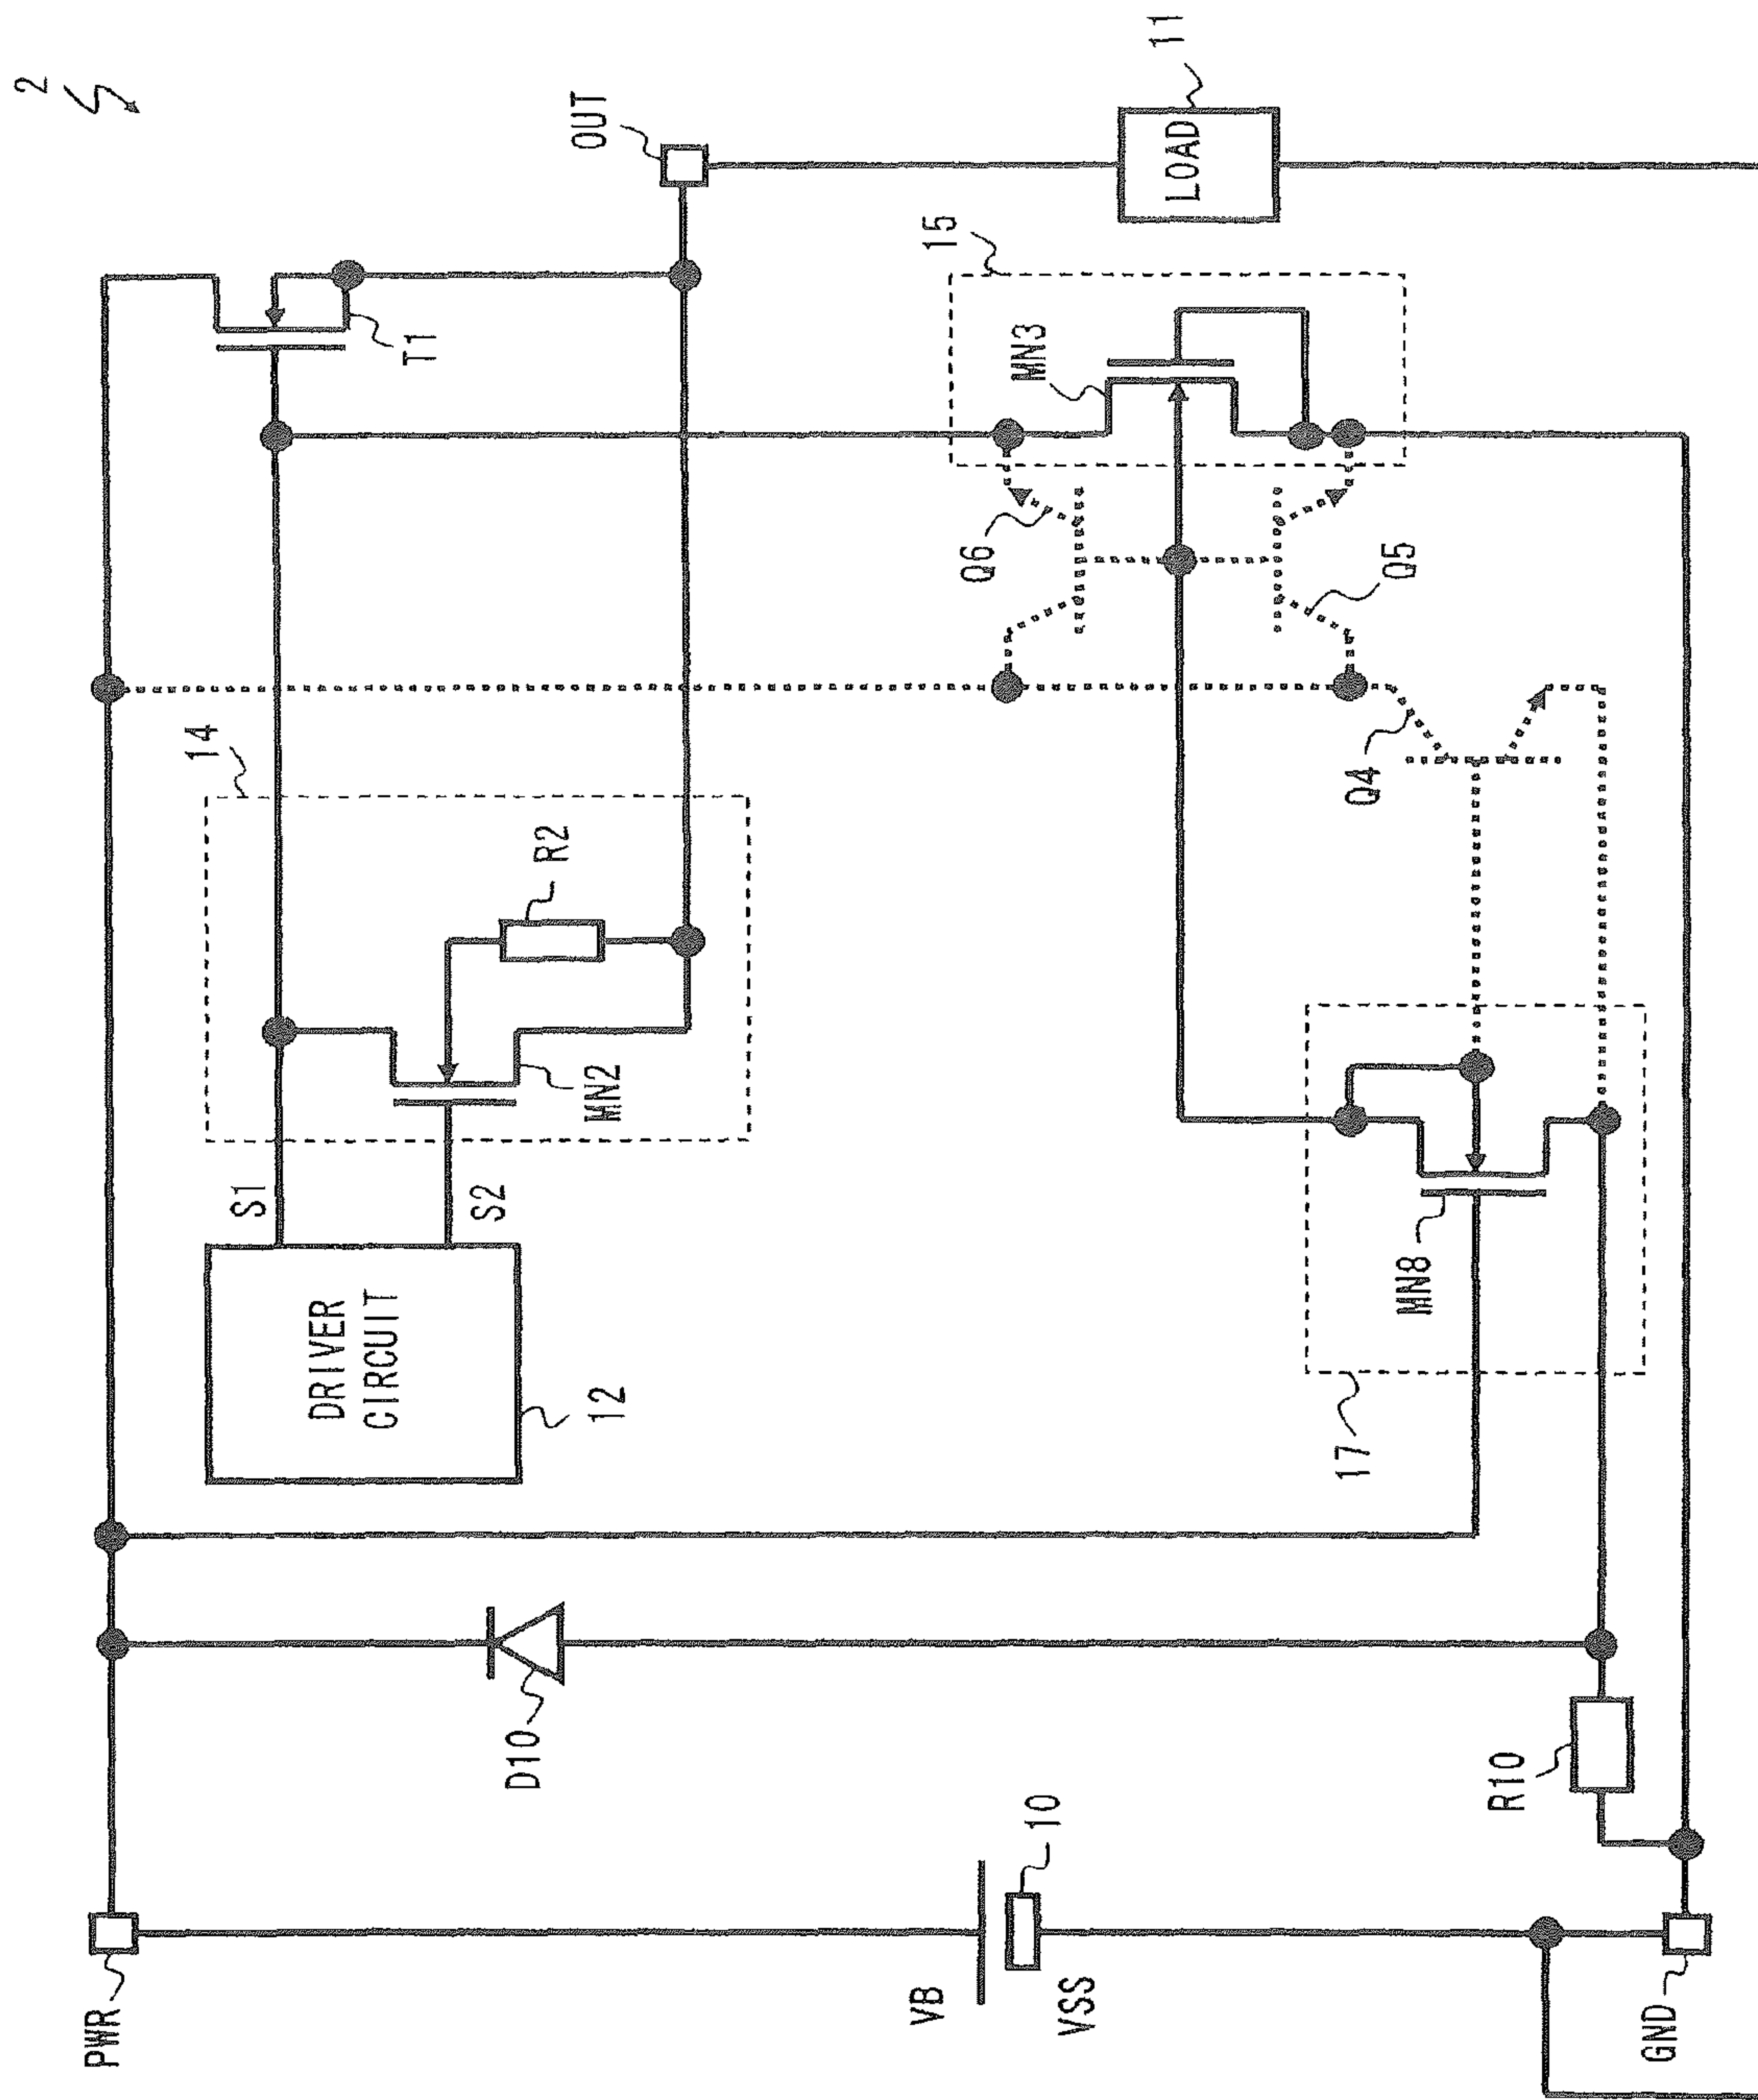 2
PWR
D10
VB
10
VSS
GND
R10
DRIVER
CIRCUIT
12
S1
S2
14
MN2
R2
T1
OUT
15
MN3
Q6
Q5
Q4
17
MN8
LOAD
11